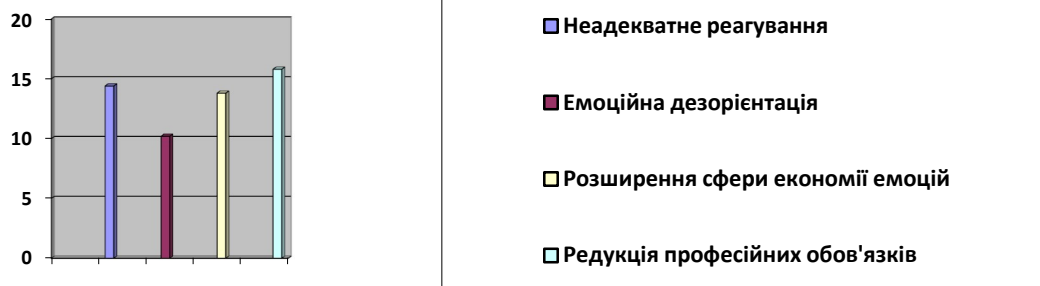 20
15
10
5
0
Неадекватне реагування
Емоційна дезорієнтація
Розширення сфери економії емоцій
Редукція професійних обов'язків